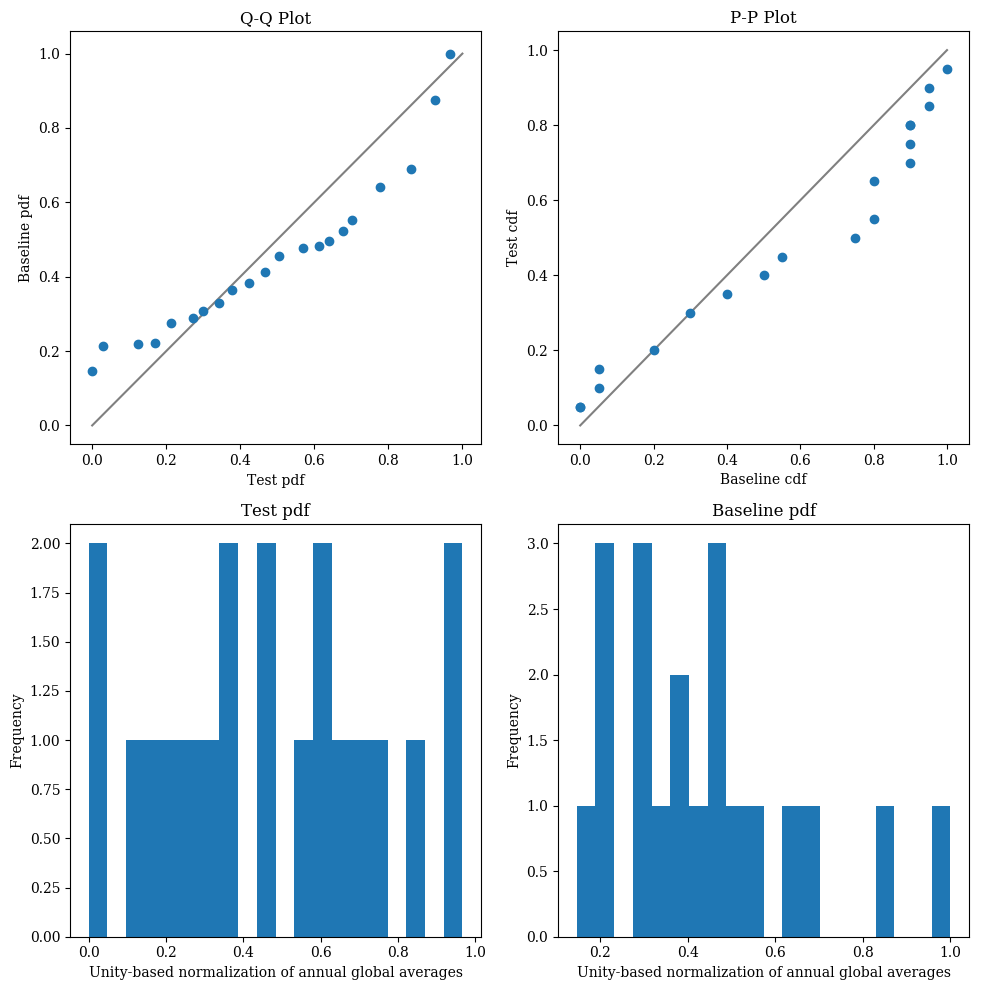 Q-Q Plot
1.0
0.8
0.6
0.4
0.2
0.0
Baseline pdf
0.0 0.2 0.4 0.6 0.8 1.0
Test pdf
P-P Plot
1.0
0.8
0.6
0.4
0.2
0.0
Test cdf
0.0 0.2 0.4 0.6 0.8 1.0
Baseline cdf
Test pdf
2.00
1.75
1.50
1.25
1.00
0.75
0.50
0.25
0.00
Frequency
0.0 0.2 0.4 0.6 0.8 1.0
Unity-based normalization of annual global averages
Baseline pdf
3.0
2.5
2.0
1.5
1.0
0.5
0.0
Frequency
0.2 0.4 0.6 0.8 1.0
Unity-based normalization of annual global averages